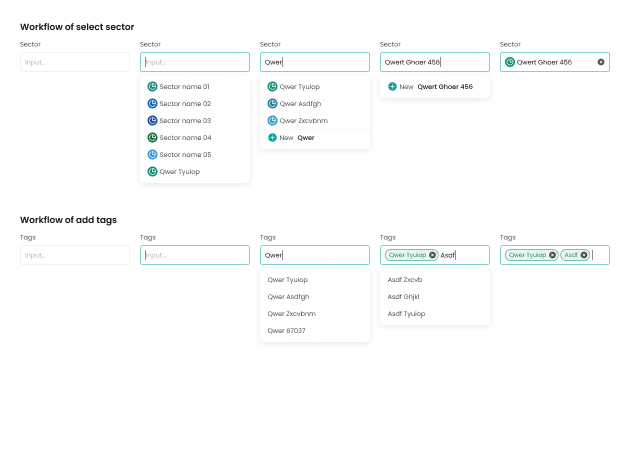 Workflow of select sector
Sector Sector Sector Sector Sector
Input... Input... Qwer Qwert Ghoer 456 Qwert Ghoer 456
Sector name 01 Qwer Tyuiop New Qwert Ghoer 456
Sector name 02 Qwer Asdfgh
Sector name 03 Qwer Zxcvbnm
Sector name 04 New Qwer
Sector name 05
Qwer Tyuiop
Workflow of add tags
Tags Tags Tags Tags Tags
Input... Input... Qwer Qwer Tyuiop Asdf Qwer Tyuiop Asdf
Qwer Tyuiop Asdf Zxcvb
Qwer Asdfgh Asdf Ghjkl
Qwer Zxcvbnm Asdf Tyuiop
Qwer 67037